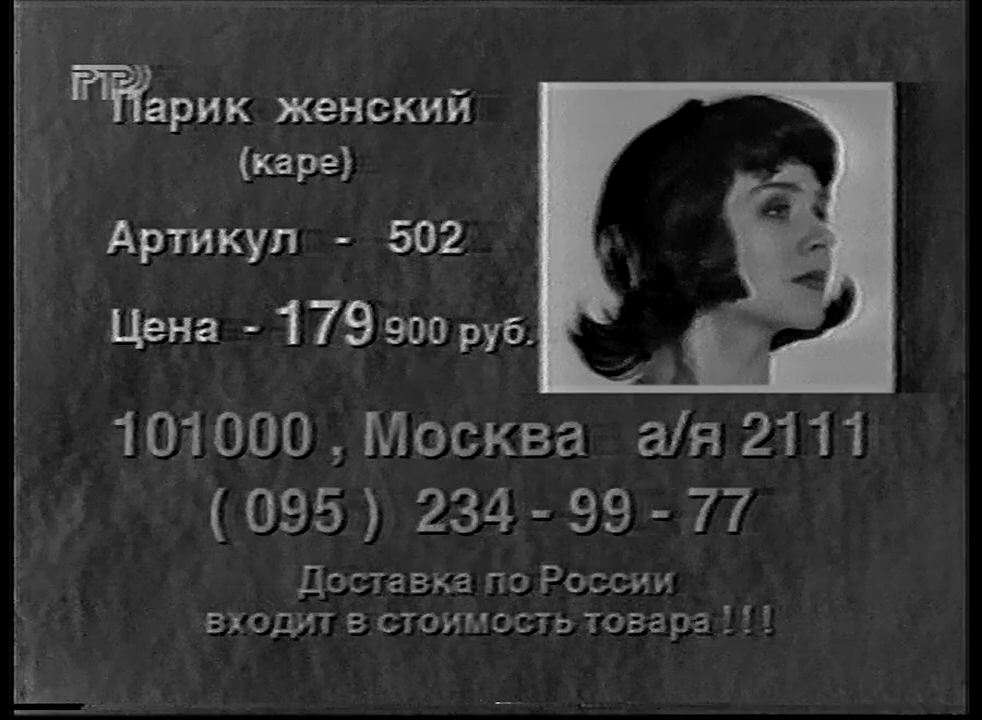 РТР
Парик женский
(каре)
Артикул - 502
Цена - 179 900 руб.
101000 , Москва а/я 2111
( 095 ) 234 - 99 - 77
Доставка по России
входит в стоимость товара ! ! !